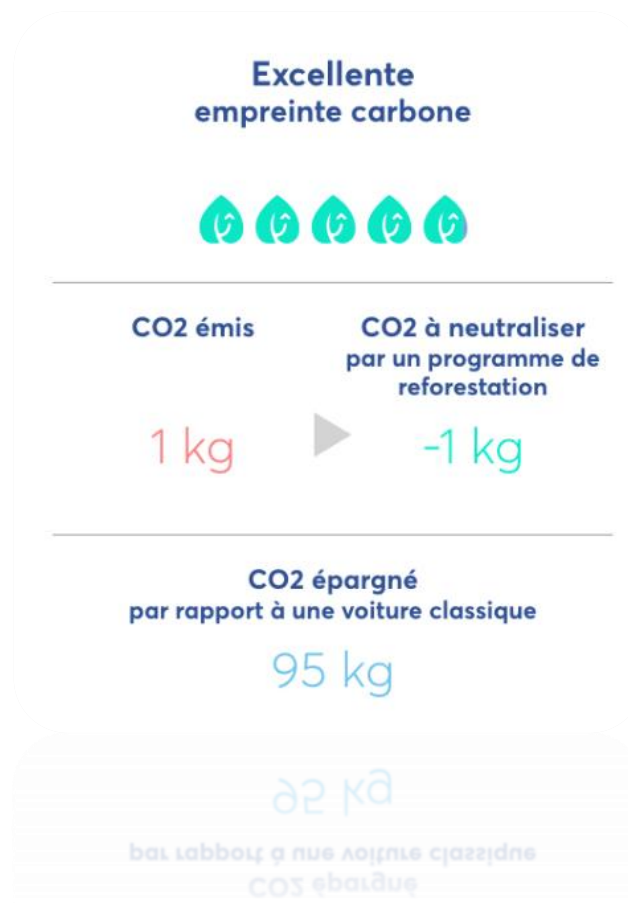 Excellente
empreinte carbone
CO2 émis
CO2 à neutraliser
par un programme de
reforestation
1 kg
-1 kg
CO2 épargné
par rapport à une voiture classique
95 kg